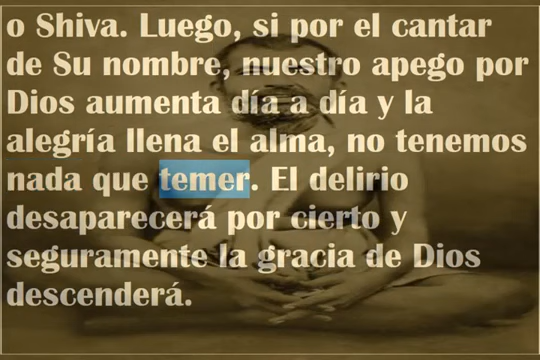 o Shiva. Luego, si por el cantar
de Su nombre, nuestro apego por
Dios aumenta día a día y la
alegría llena el alma, no tenemos
nada que temer. El delirio
desaparecerá por cierto y
seguramente la gracia de Dios
descenderá.